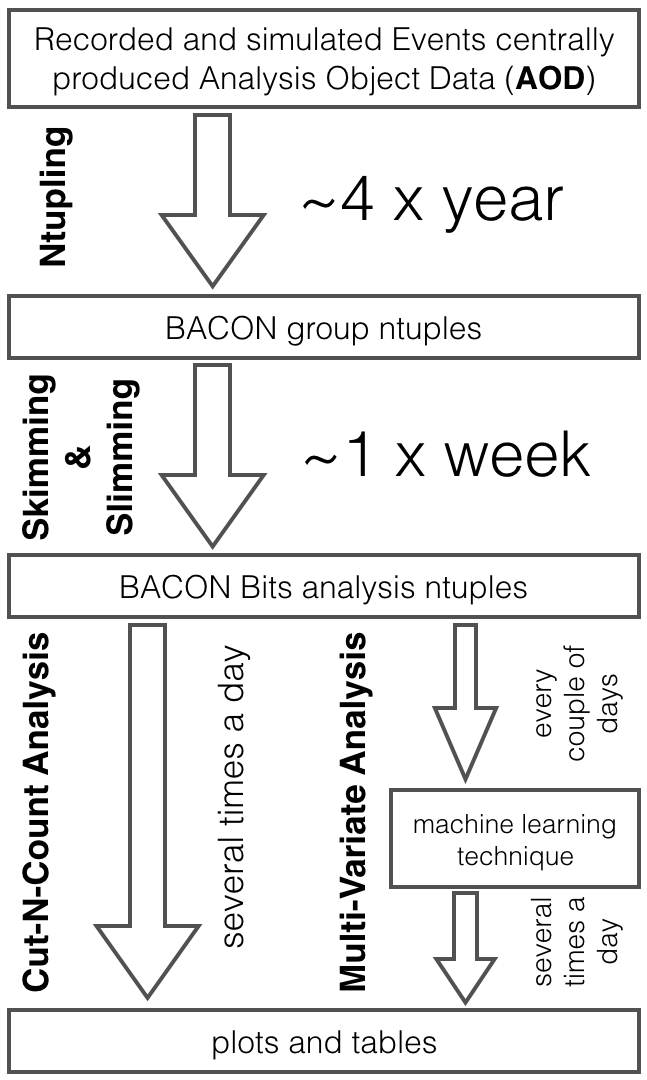 Recorded and simulated Events centrally
produced Analysis Object Data (AOD)
Ntupling
~4 x year
BACON group ntuples
Skimming
&
Slimming
~1 x week
BACON Bits analysis ntuples
Cut-N-Count Analysis
several times a day
Multi-Variate Analysis
every
couple of
days
machine learning
technique
several
times a
day
plots and tables